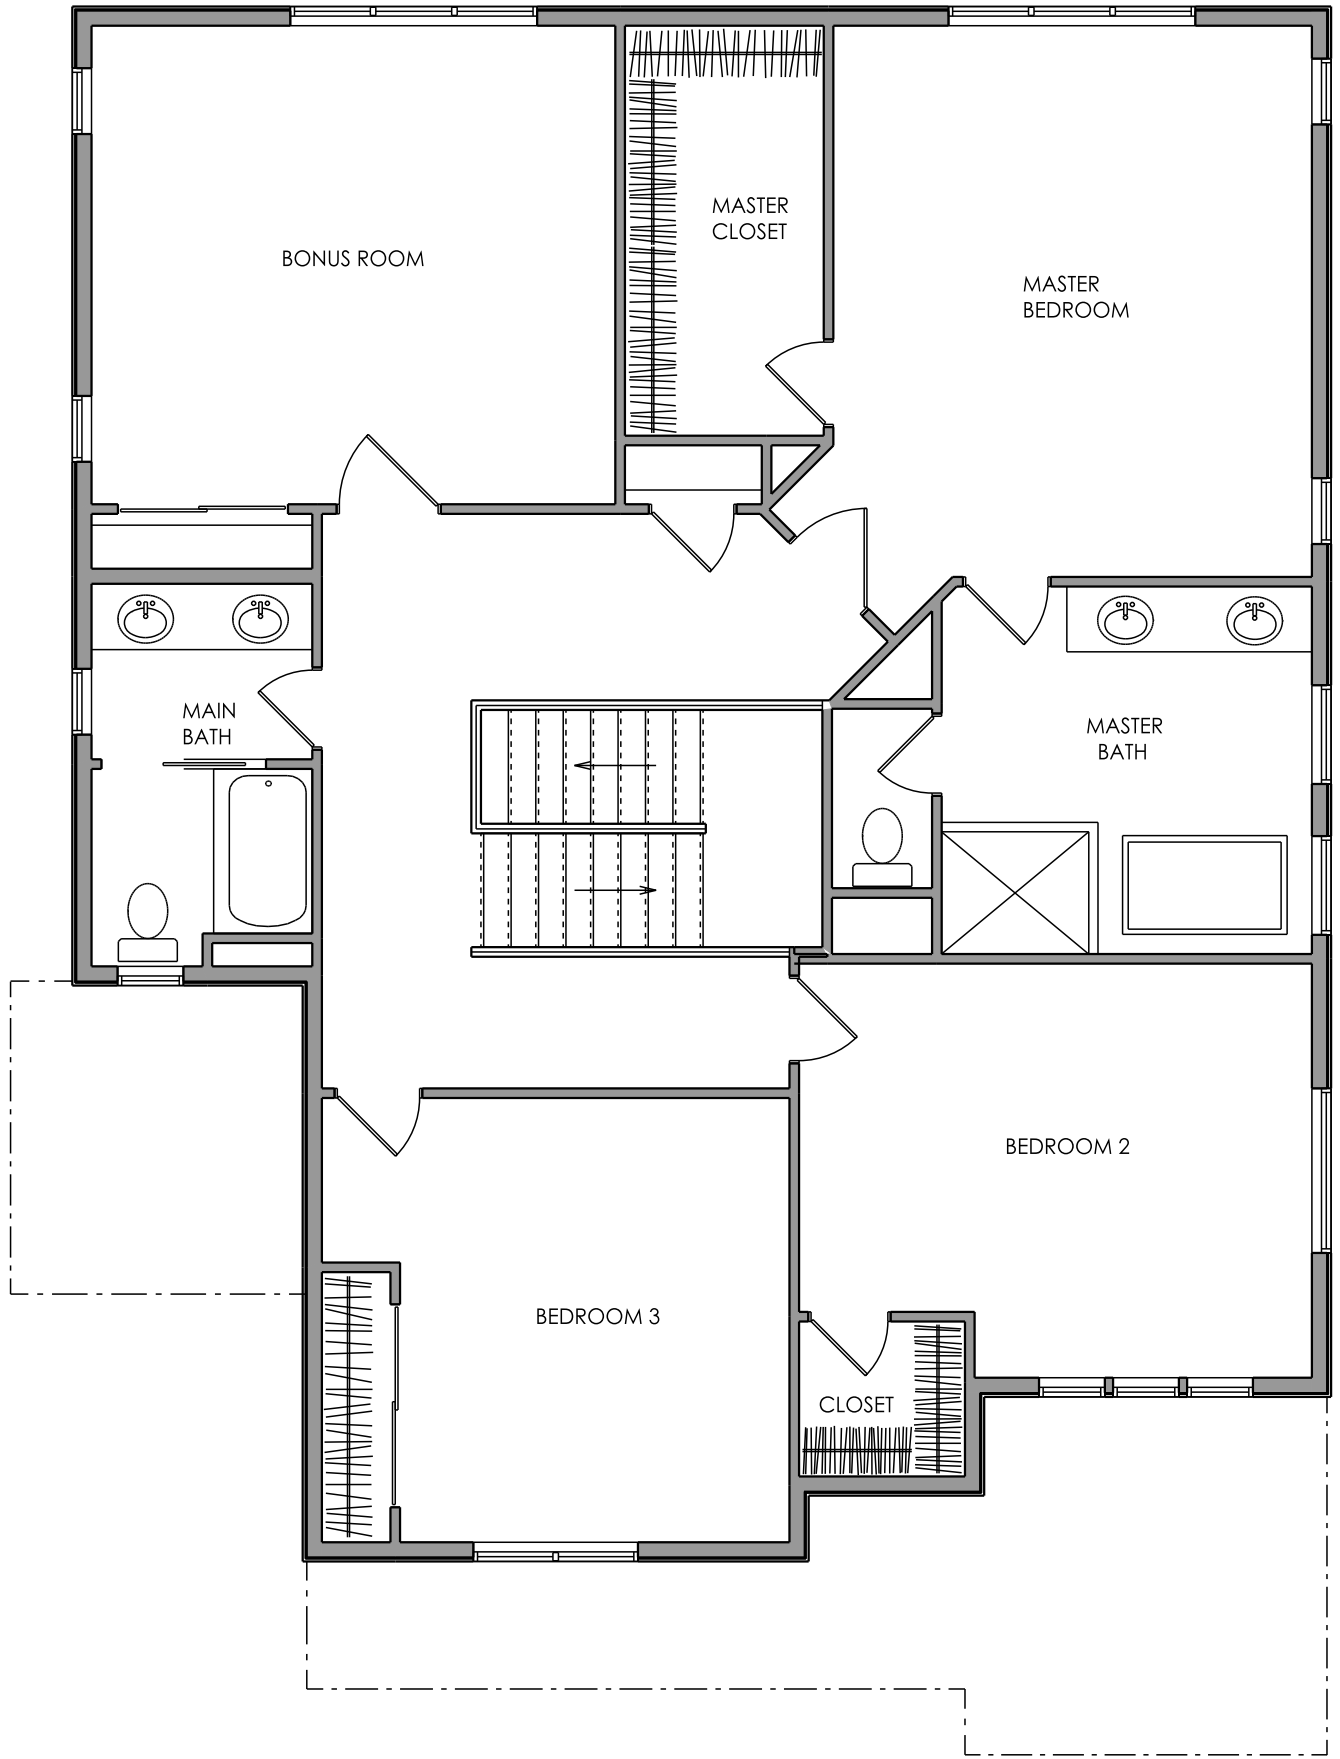 MASTER
CLOSET
BONUS ROOM
MASTER
BEDROOM
MAIN
BATH
MASTER
BATH
BEDROOM 2
BEDROOM 3
CLOSET